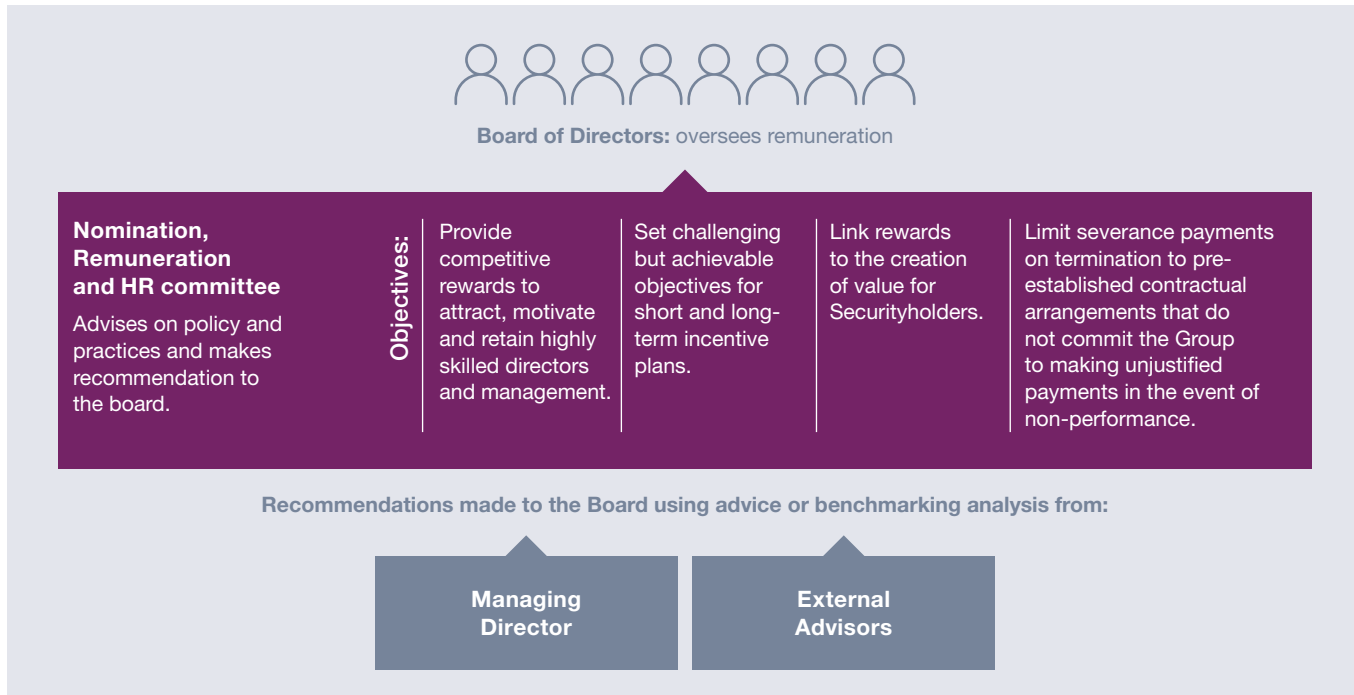 Board of Directors: oversees remuneration
Nomination,
Remuneration
and HR committee
Advises on policy and
practices and makes
recommendation to
the board.
Objectives:
Provide
competitive
rewards to
attract, motivate
and retain highly
skilled directors
and management.
Set challenging
but achievable
objectives for
short and long-
term incentive
plans.
Link rewards
to the creation
of value for
Securityholders.
Limit severance payments
on termination to pre-
established contractual
arrangements that do
not commit the Group
to making unjustified
payments in the event of
non-performance.
Recommendations made to the Board using advice or benchmarking analysis from:
Managing
Director
External
Advisors